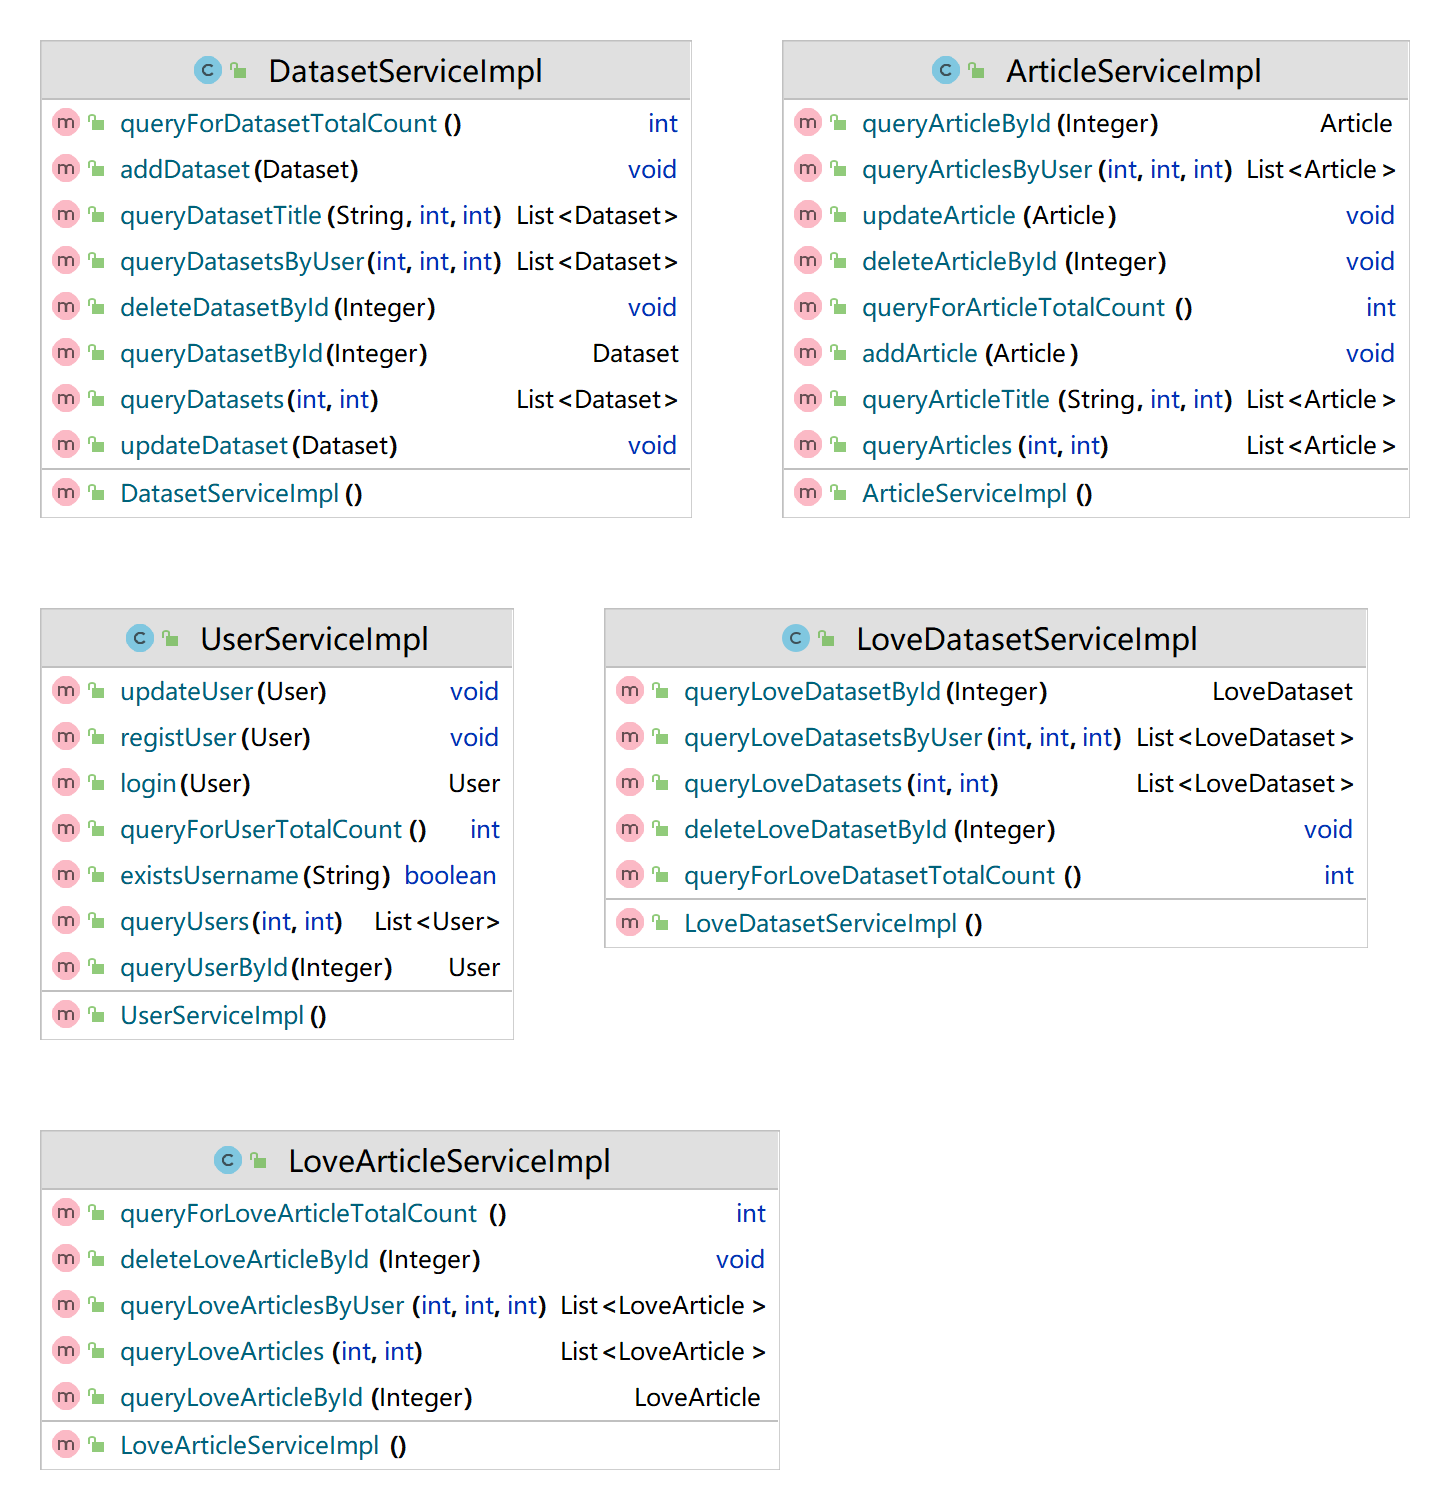 DatasetServiceImpl
queryForDatasetTotalCount() int
addDataset(Dataset) void
queryDatasetTitle(String, int, int) List<Dataset>
queryDatasetsByUser(int, int, int) List<Dataset>
deleteDatasetById(Integer) void
queryDatasetById(Integer) Dataset
queryDatasets(int, int) List<Dataset>
updateDataset(Dataset) void
DatasetServiceImpl()
ArticleServiceImpl
queryArticleById(Integer) Article
queryArticlesByUser(int, int, int) List<Article>
updateArticle(Article) void
deleteArticleById(Integer) void
queryForArticleTotalCount() int
addArticle(Article) void
queryArticleTitle(String, int, int) List<Article>
queryArticles(int, int) List<Article>
ArticleServiceImpl()
UserServiceImpl
updateUser(User) void
registUser(User) void
login(User) User
queryForUserTotalCount() int
existsUsername(String) boolean
queryUsers(int, int) List<User>
queryUserById(Integer) User
UserServiceImpl()
LoveDatasetServiceImpl
queryLoveDatasetById(Integer) LoveDataset
queryLoveDatasetsByUser(int, int, int) List<LoveDataset>
queryLoveDatasets(int, int) List<LoveDataset>
deleteLoveDatasetById(Integer) void
queryForLoveDatasetTotalCount() int
LoveDatasetServiceImpl()
LoveArticleServiceImpl
queryForLoveArticleTotalCount() int
deleteLoveArticleById(Integer) void
queryLoveArticlesByUser(int, int, int) List<LoveArticle>
queryLoveArticles(int, int) List<LoveArticle>
queryLoveArticleById(Integer) LoveArticle
LoveArticleServiceImpl()